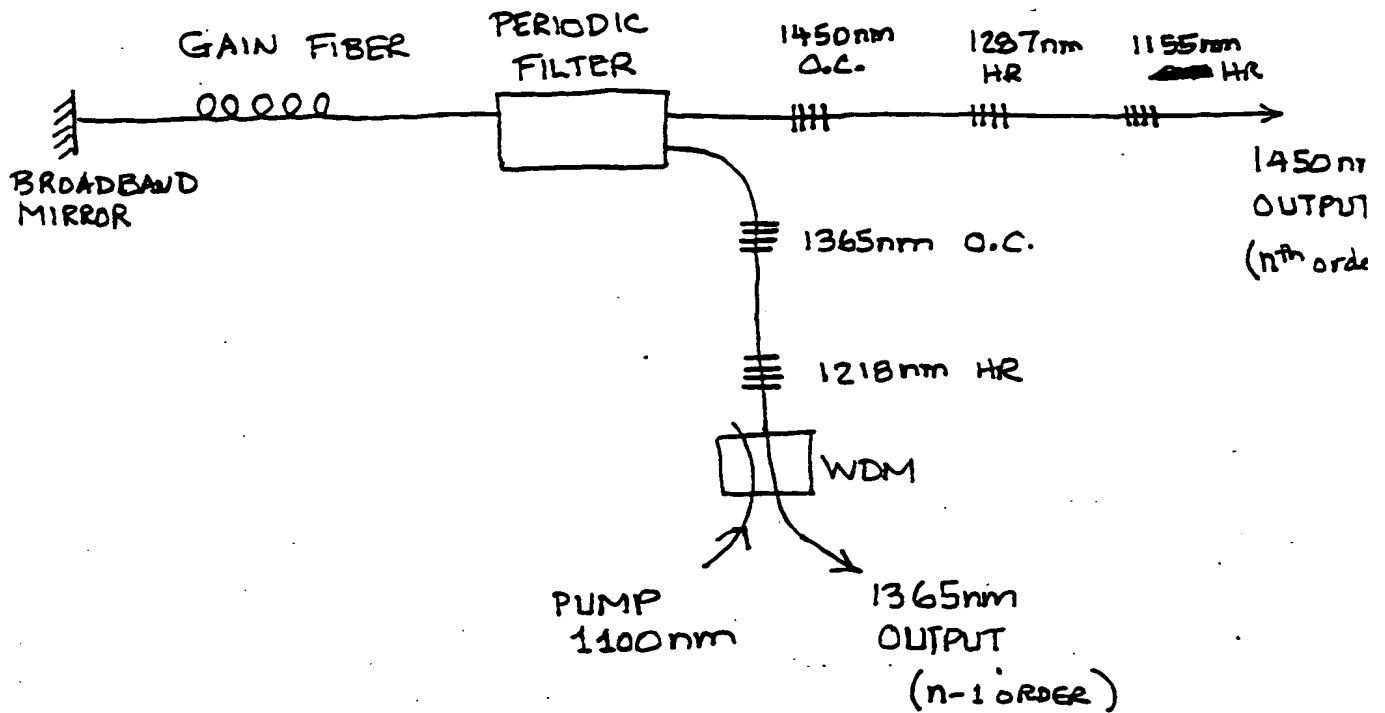 GAIN FIBER
PERIODIC
FILTER
1450nm
O.C.
1287nm
HR
1155nm
HR
BROADBAND
MIRROR
1450n
OUTPUT
(nth orde
1365nm O.C.
1218nm HR
WDM
PUMP
1100nm
1365nm
OUTPUT
(n-1 ORDER)